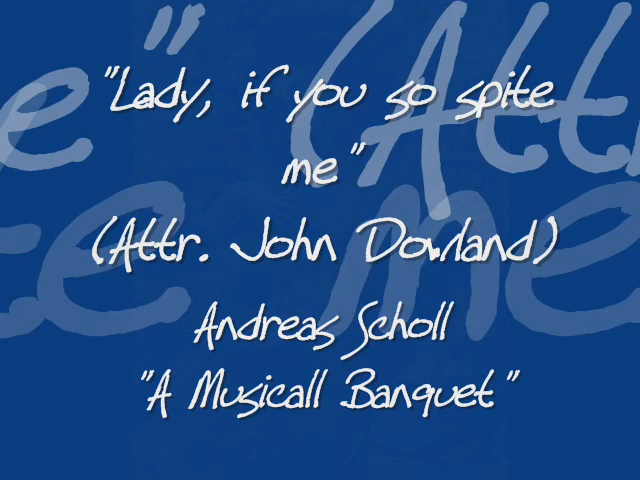 "Lady, if you so spite
me"
(Attr. John Dowland)
Andreas Scholl
"A Musicall Banquet"